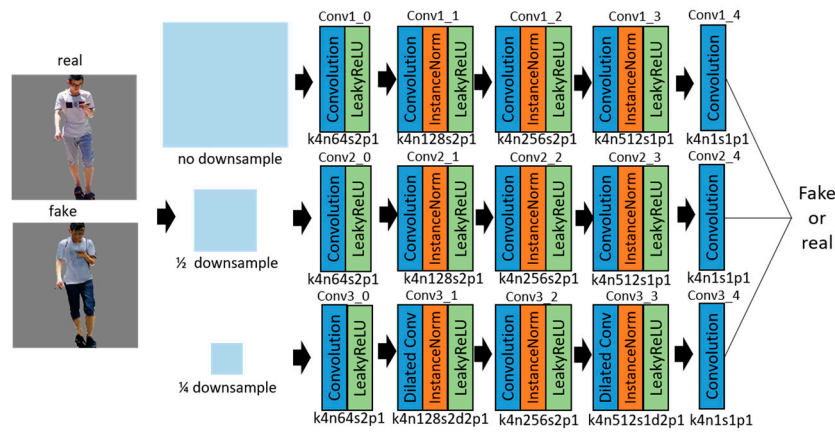 real
fake
no downsample
½ downsample
¼ downsample
Conv1_0
Conv1_1
Conv1_2
Conv1_3
Conv1_4
Convolution
LeakyReLU
Convolution
InstanceNorm
LeakyReLU
Convolution
InstanceNorm
LeakyReLU
Convolution
InstanceNorm
LeakyReLU
Convolution
k4n64s2p1
k4n128s2p1
k4n256s2p1
k4n512s1p1
k4n1s1p1
Conv2_0
Conv2_1
Conv2_2
Conv2_3
Conv2_4
Convolution
LeakyReLU
Convolution
InstanceNorm
LeakyReLU
Convolution
InstanceNorm
LeakyReLU
Convolution
InstanceNorm
LeakyReLU
Convolution
k4n64s2p1
k4n128s2p1
k4n256s2p1
k4n512s1p1
k4n1s1p1
Conv3_0
Conv3_1
Conv3_2
Conv3_3
Conv3_4
Convolution
LeakyReLU
Dilated Conv
InstanceNorm
LeakyReLU
Convolution
InstanceNorm
LeakyReLU
Dilated Conv
InstanceNorm
LeakyReLU
Convolution
k4n64s2p1
k4n128s2d2p1
k4n256s2p1
k4n512s1d2p1
k4n1s1p1
Fake
or
real